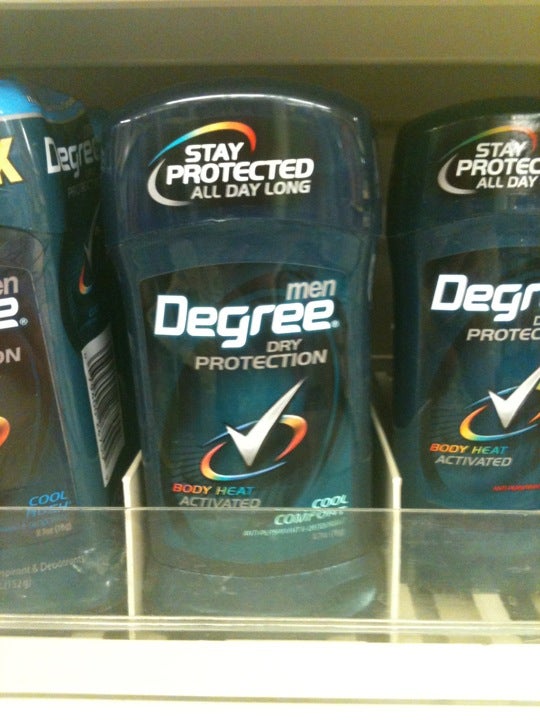 STAY
PROTECTED
ALL DAY LONG
men
Degree®
DRY
PROTECTION
BODY HEAT
ACTIVATED
COOL
COMFORT
Degree
COOL
STAY
PROTEC
ALL DAY
Degr
PROTEC
BODY HEAT
ACTIVATED